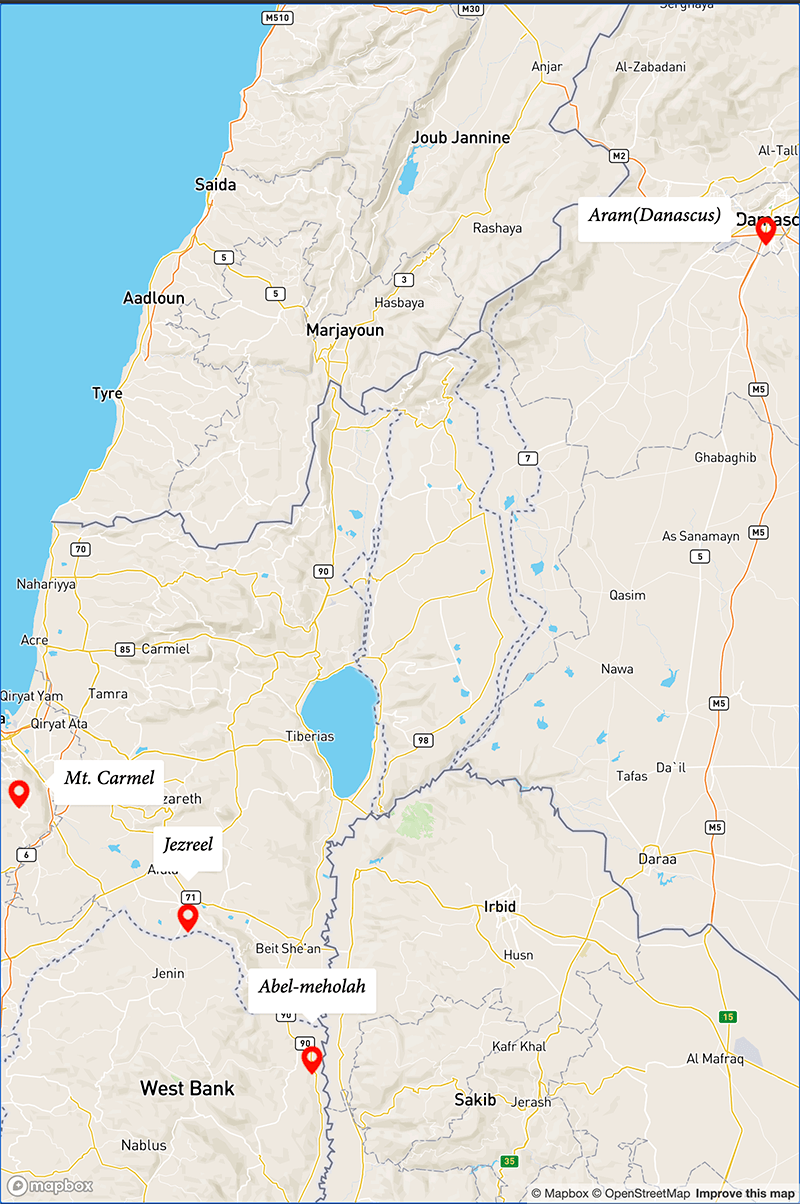 M510
M30
Serghaya
Anjar
Al-Zabadani
Joub Jannine
M2
Al-Tall
Saida
Aram(Danascus)
Damasc
Rashaya
5
3
5
Aadloun
Hasbaya
Marjayoun
Tyre
M5
7
Ghabaghib
M5
As Sanamayn
5
70
90
Nahariyya
Qasim
Acre
85
Carmiel
Nawa
Qiryat Yam
Tamra
M5
a
Qiryat Ata
Tiberias
98
Mt. Carmel
Da`il
Tafas
zareth
M5
Jezreel
6
Daraa
Afula
71
Irbid
Beit She'an
Husn
Jenin
Abel-meholah
90
15
90
Kafr Khal
Al Mafraq
West Bank
Sakib
Jerash
Nablus
35
mapbox
© Mapbox © OpenStreetMap Improve this map